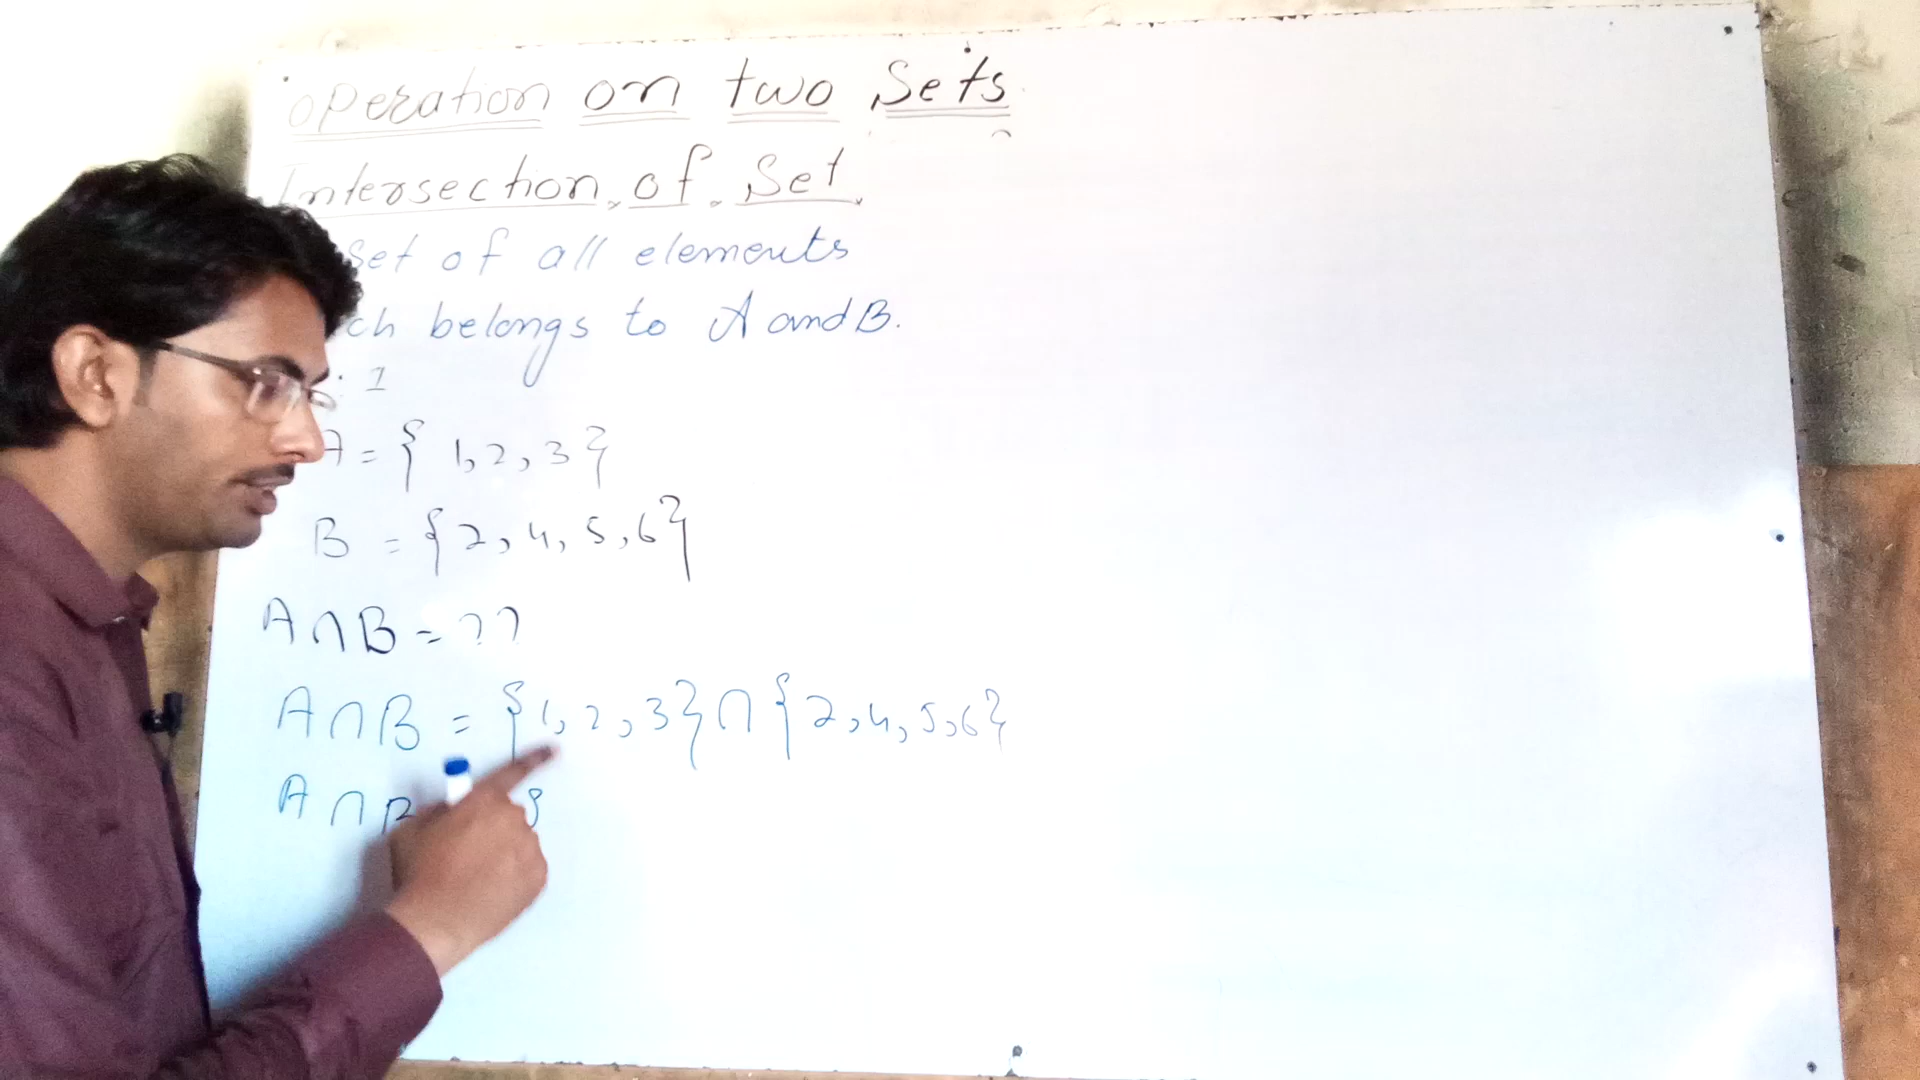 operation on two Sets
Intersection of Set
Set of all elements
ch belongs to A and B.
: 1
A = { 1, 2, 3 }
B = { 2, 4, 5, 6 }
A ∩ B = ??
A ∩ B = { 1, 2, 3 } ∩ { 2, 4, 5, 6 }
A ∩ B